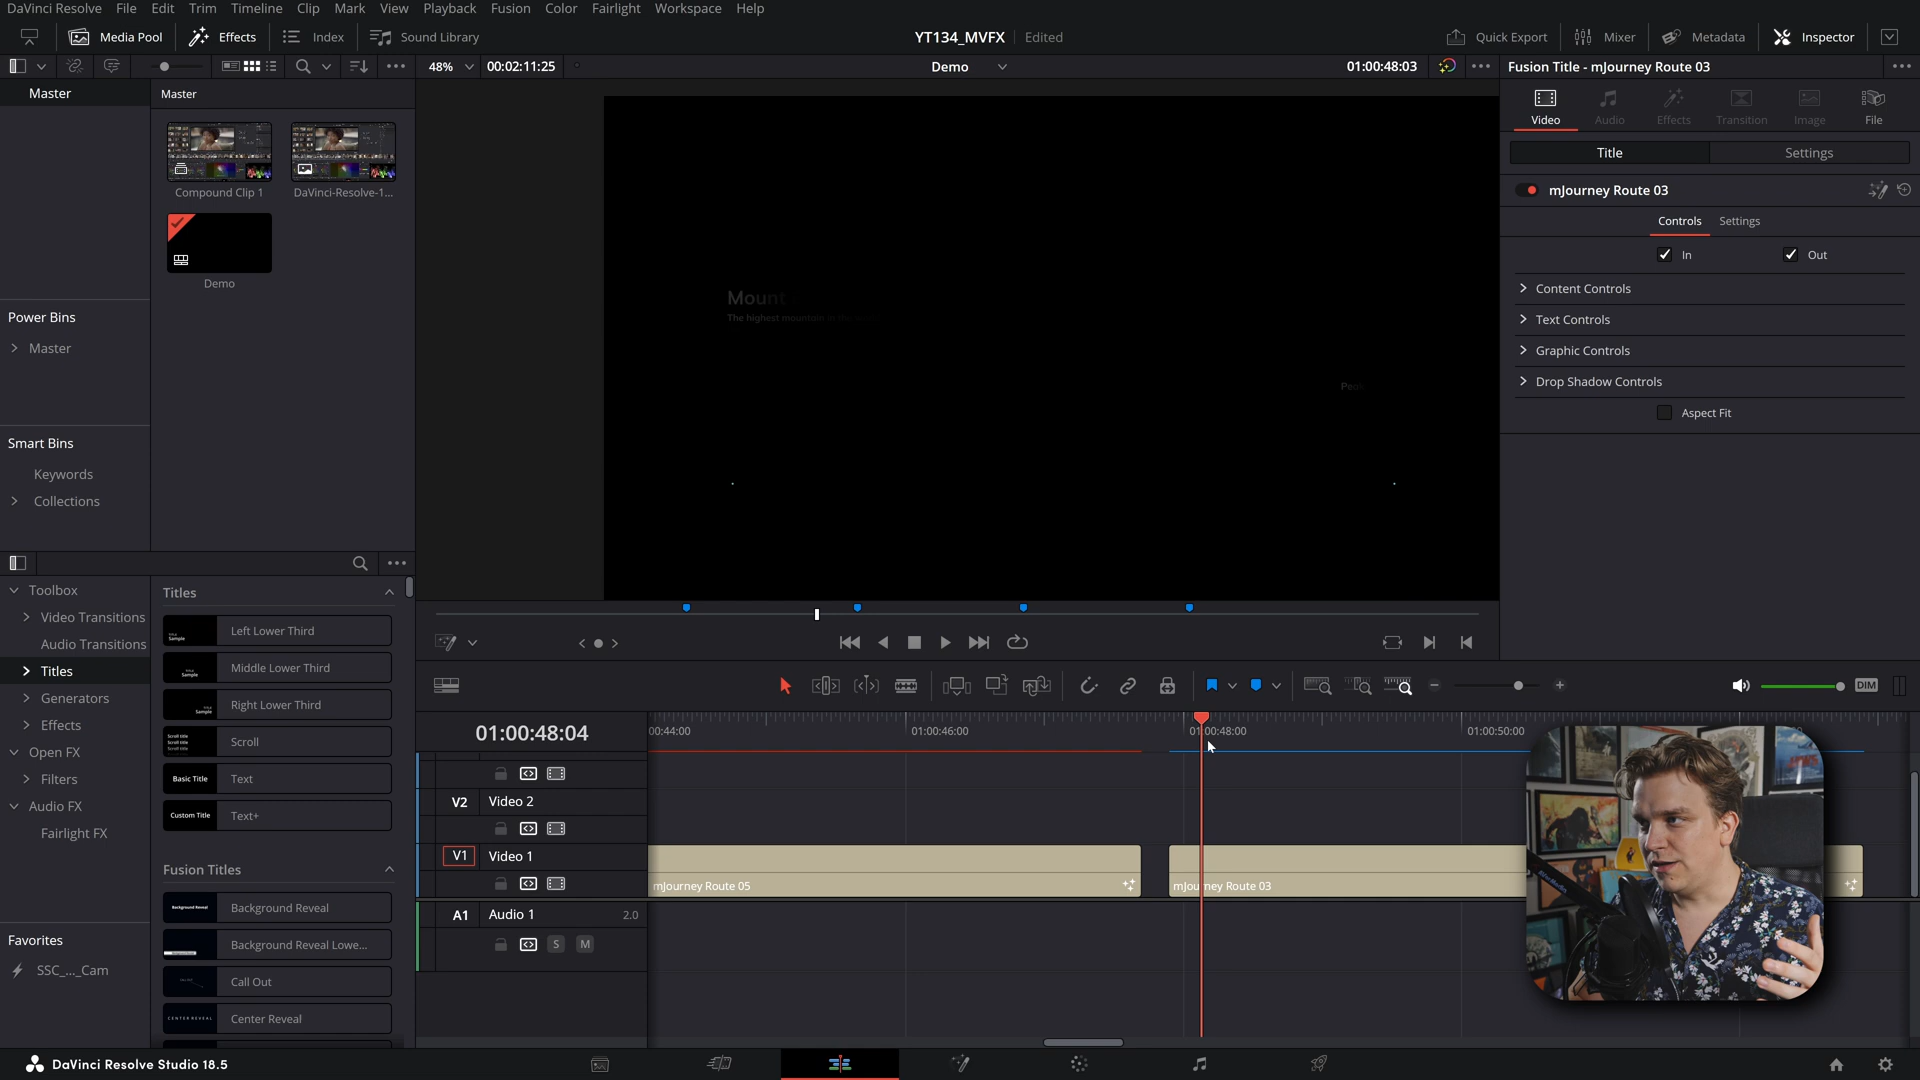 DaVinci Resolve File Edit Trim Timeline Clip Mark View Playback Fusion Color Fairlight Workspace Help
Media Pool Effects Index Sound Library
YT134_MVFX Edited
Quick Export Mixer Metadata Inspector
48% 00:02:11:25
Demo
01:00:48:03
Fusion Title - mJourney Route 03
Master
Master
Compound Clip 1
DaVinci-Resolve-1...
Demo
Power Bins
Master
Smart Bins
Keywords
Collections
Mount
The highest mountain
Video Audio Effects Transition Image File
Title Settings
mJourney Route 03
Controls Settings
In Out
Content Controls
Text Controls
Graphic Controls
Drop Shadow Controls
Aspect Fit
Toolbox
Video Transitions
Audio Transitions
Titles
Generators
Effects
Open FX
Filters
Audio FX
Fairlight FX
Favorites
SSC_..._Cam
Titles
Left Lower Third
Middle Lower Third
Right Lower Third
Scroll
Basic Title Text
Custom Title Text+
Fusion Titles
Background Reveal Background Reveal
Background Reveal Lowe...
Call Out
CENTER REVEAL Center Reveal
DIM
01:00:48:04
00:44:00
01:00:46:00
01:00:48:00
01:00:50:00
V2 Video 2
V1 Video 1
mJourney Route 05
mJourney Route 03
A1 Audio 1 2.0
S M
DaVinci Resolve Studio 18.5